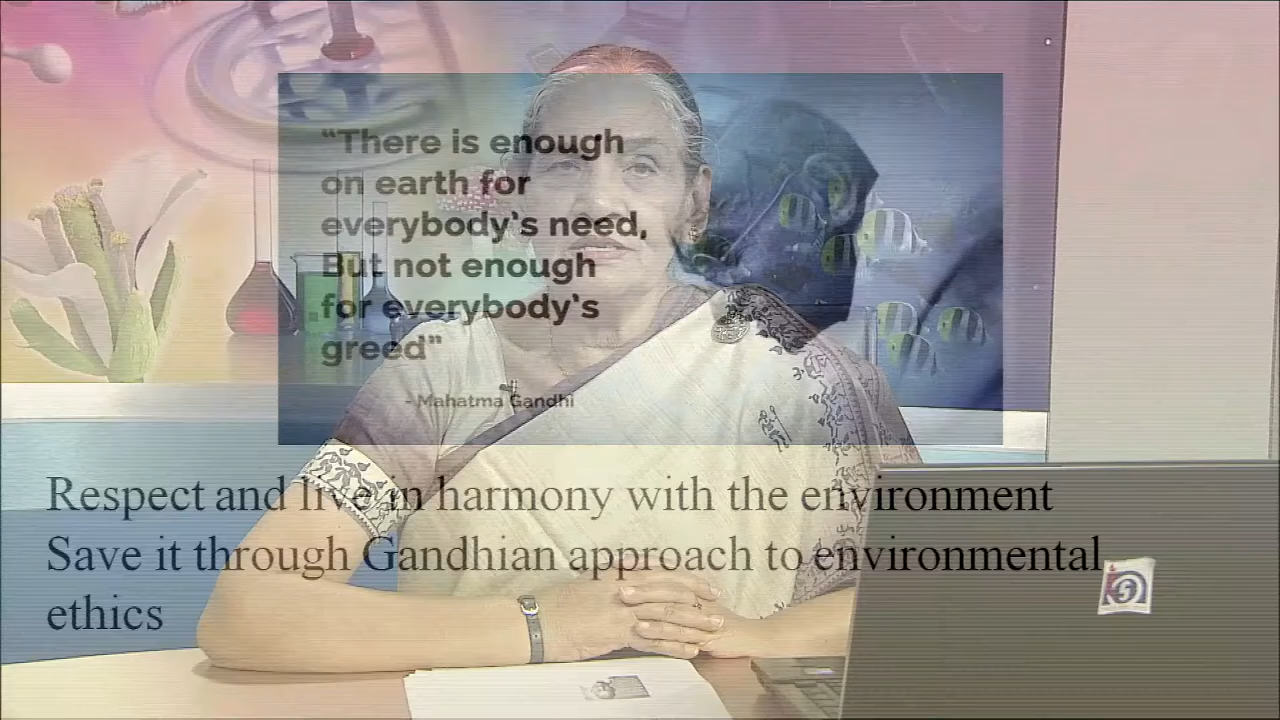 “There is enough
on earth for
everybody’s need,
But not enough
for everybody’s
greed”
- Mahatma Gandhi
Respect and live in harmony with the environment
Save it through Gandhian approach to environmental
ethics